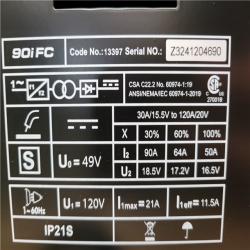 90iFC Code No.: 13397 Serial NO.: Z3241204690
1~ CSA C22.2 No. 60974-1:19
ANSI/NEMA/IEC 60974-1-2019
270018
30A/15.5V to 120A/20V
X 30% 60% 100%
S U₀ = 49V I2 90A 64A 50A
U2 18.5V 17.2V 16.5V
1~60Hz U1 = 120V I1max = 21A I1eff = 11.5A
IP21S